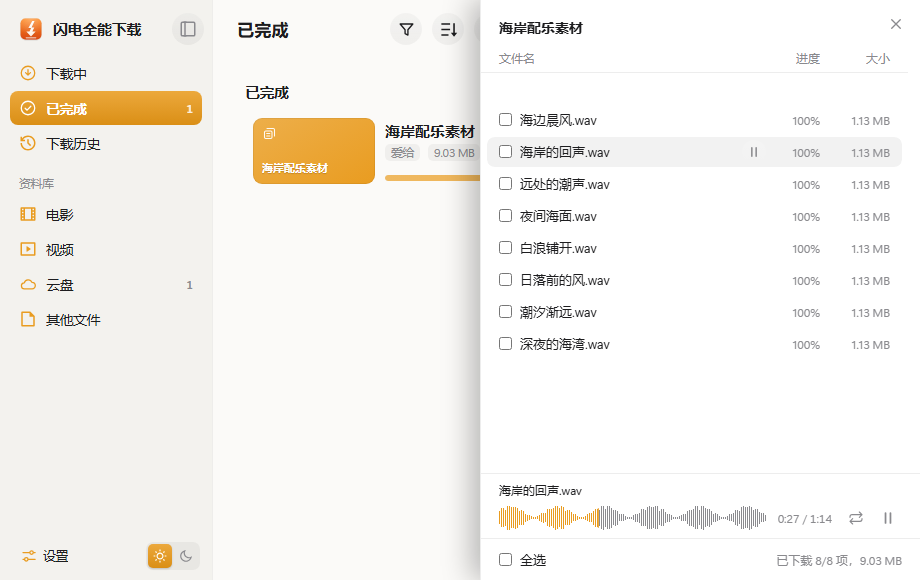 闪电全能下载
下载中
已完成 1
下载历史
资料库
电影
视频
云盘 1
其他文件
设置
已完成
已完成
海岸配乐素材
海岸配乐素材
爱给 9.03 MB
海岸配乐素材
文件名 进度 大小
海边晨风.wav 100% 1.13 MB
海岸的回声.wav 100% 1.13 MB
远处的潮声.wav 100% 1.13 MB
夜间海面.wav 100% 1.13 MB
白浪铺开.wav 100% 1.13 MB
日落前的风.wav 100% 1.13 MB
潮汐渐远.wav 100% 1.13 MB
深夜的海湾.wav 100% 1.13 MB
海岸的回声.wav
0:27 / 1:14
全选 已下载 8/8 项，9.03 MB